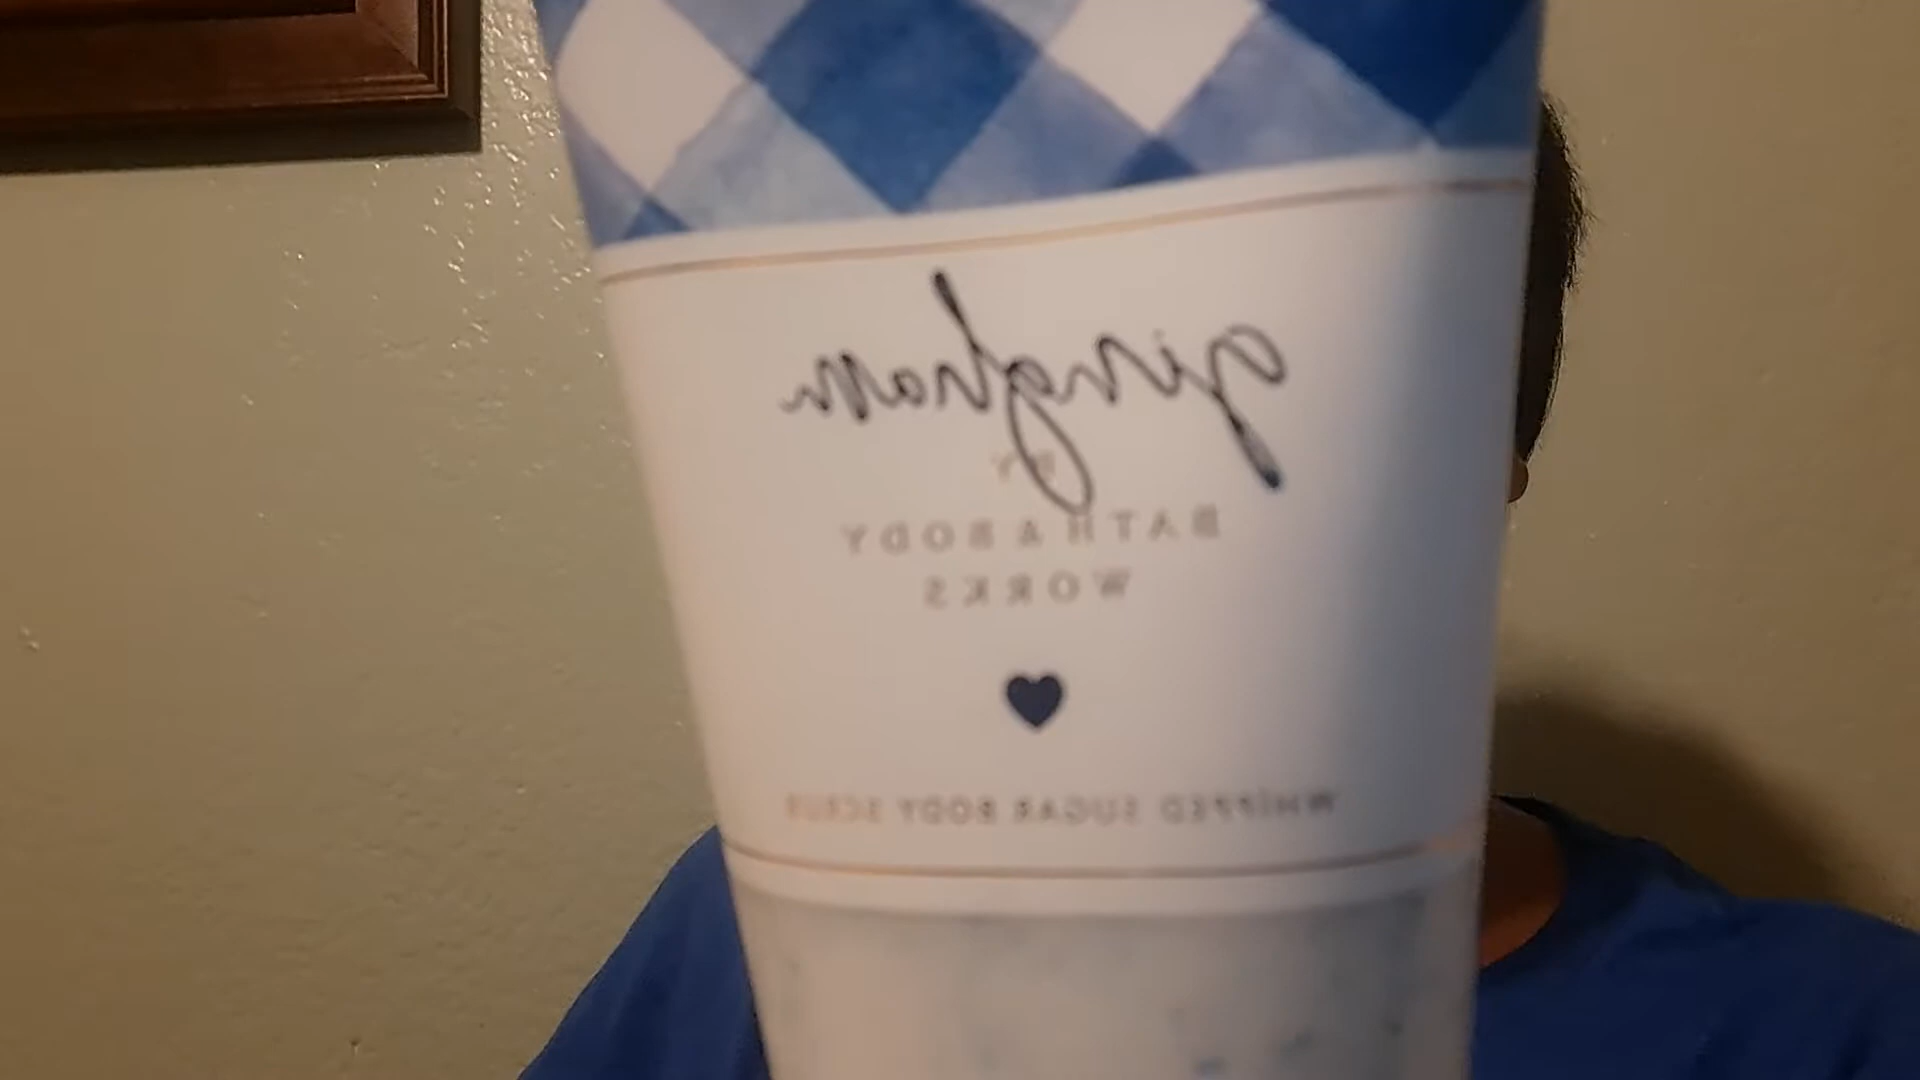 gingham
BY
BATH & BODY
WORKS
WHIPPED SUGAR BODY SCRUB